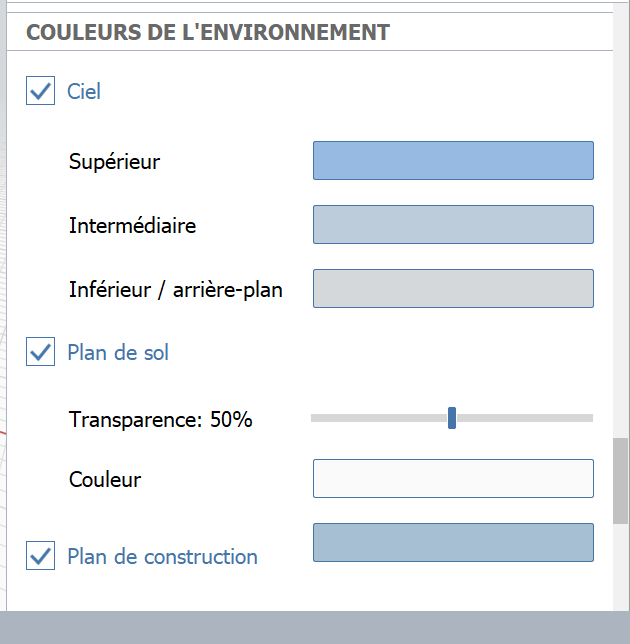 COULEURS DE L'ENVIRONNEMENT
Ciel
Supérieur
Intermédiaire
Inférieur / arrière-plan
Plan de sol
Transparence: 50%
Couleur
Plan de construction